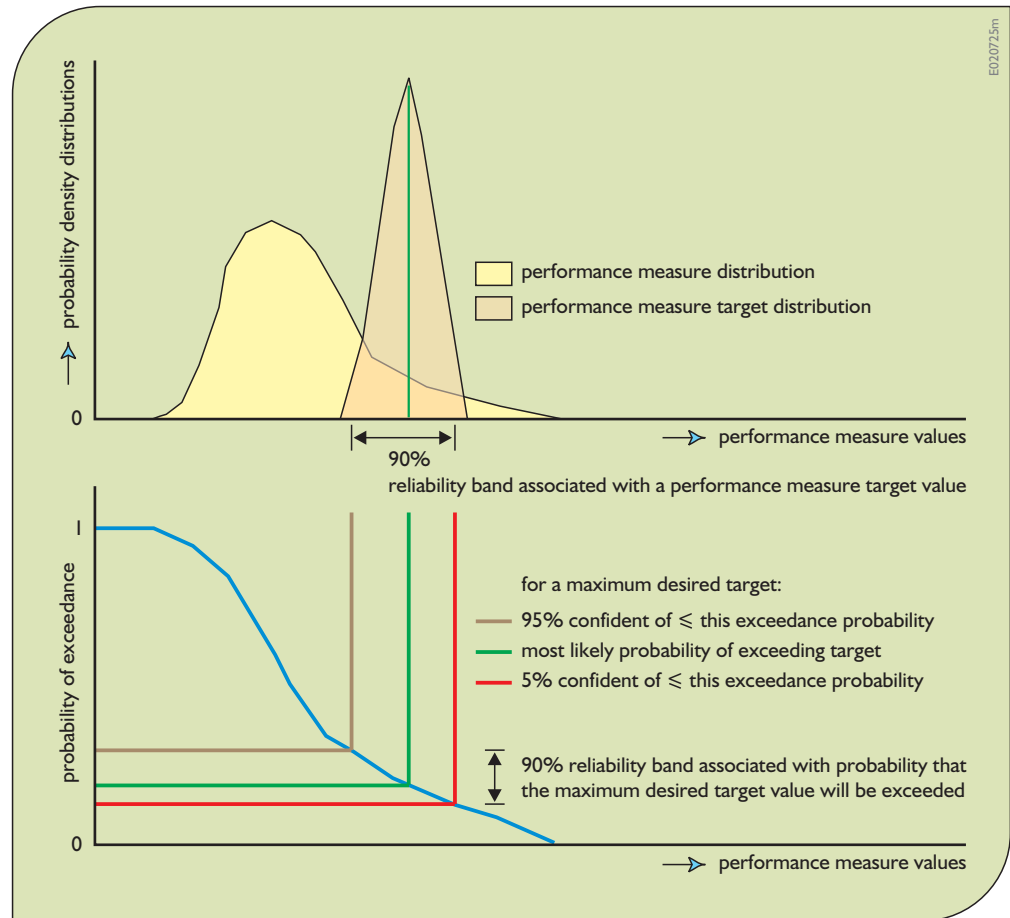 E020725m
probability density distributions
performance measure distribution
performance measure target distribution
0
performance measure values
90%
reliability band associated with a performance measure target value
probability of exceedance
1
for a maximum desired target:
95% confident of ⩽ this exceedance probability
most likely probability of exceeding target
5% confident of ⩽ this exceedance probability
90% reliability band associated with probability that
the maximum desired target value will be exceeded
0
performance measure values